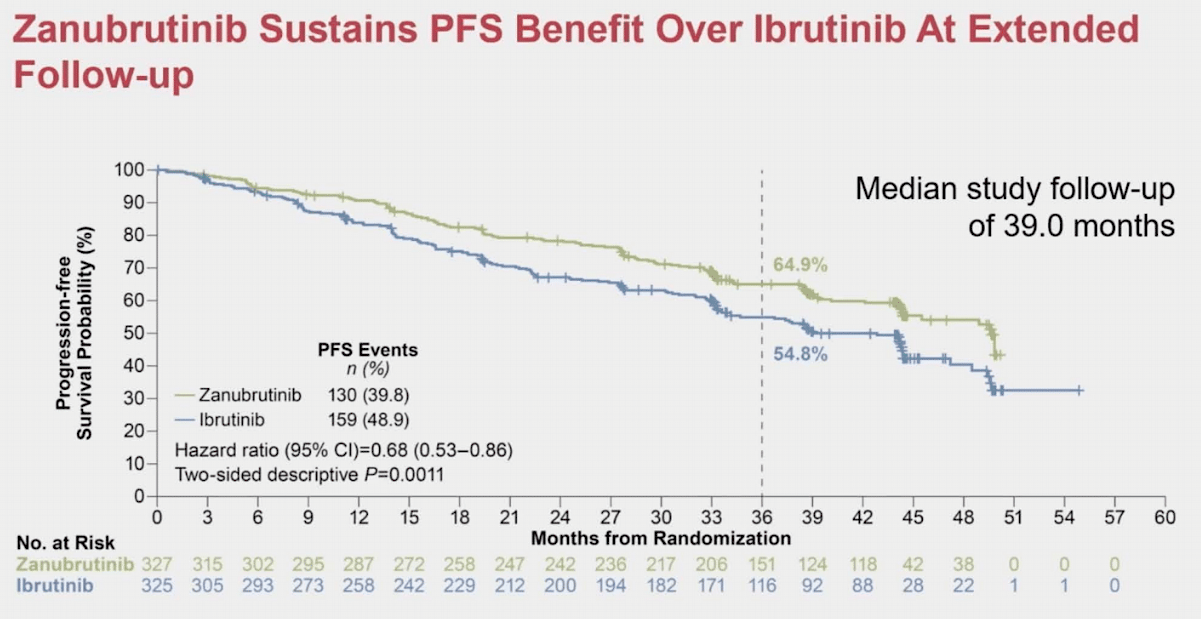 Zanubrutinib Sustains PFS Benefit Over Ibrutinib At Extended
Follow-up
Median study follow-up
of 39.0 months
Progression-free
Survival Probability (%)
100
90
80
70
60
50
40
30
20
10
0
64.9%
54.8%
PFS Events
n (%)
Zanubrutinib 130 (39.8)
Ibrutinib 159 (48.9)
Hazard ratio (95% CI)=0.68 (0.53–0.86)
Two-sided descriptive P=0.0011
0 3 6 9 12 15 18 21 24 27 30 33 36 39 42 45 48 51 54 57 60
Months from Randomization
No. at Risk
Zanubrutinib 327 315 302 295 287 272 258 247 242 236 217 206 151 124 118 42 38 0 0 0
Ibrutinib 325 305 293 273 258 242 229 212 200 194 182 171 116 92 88 28 22 1 1 0